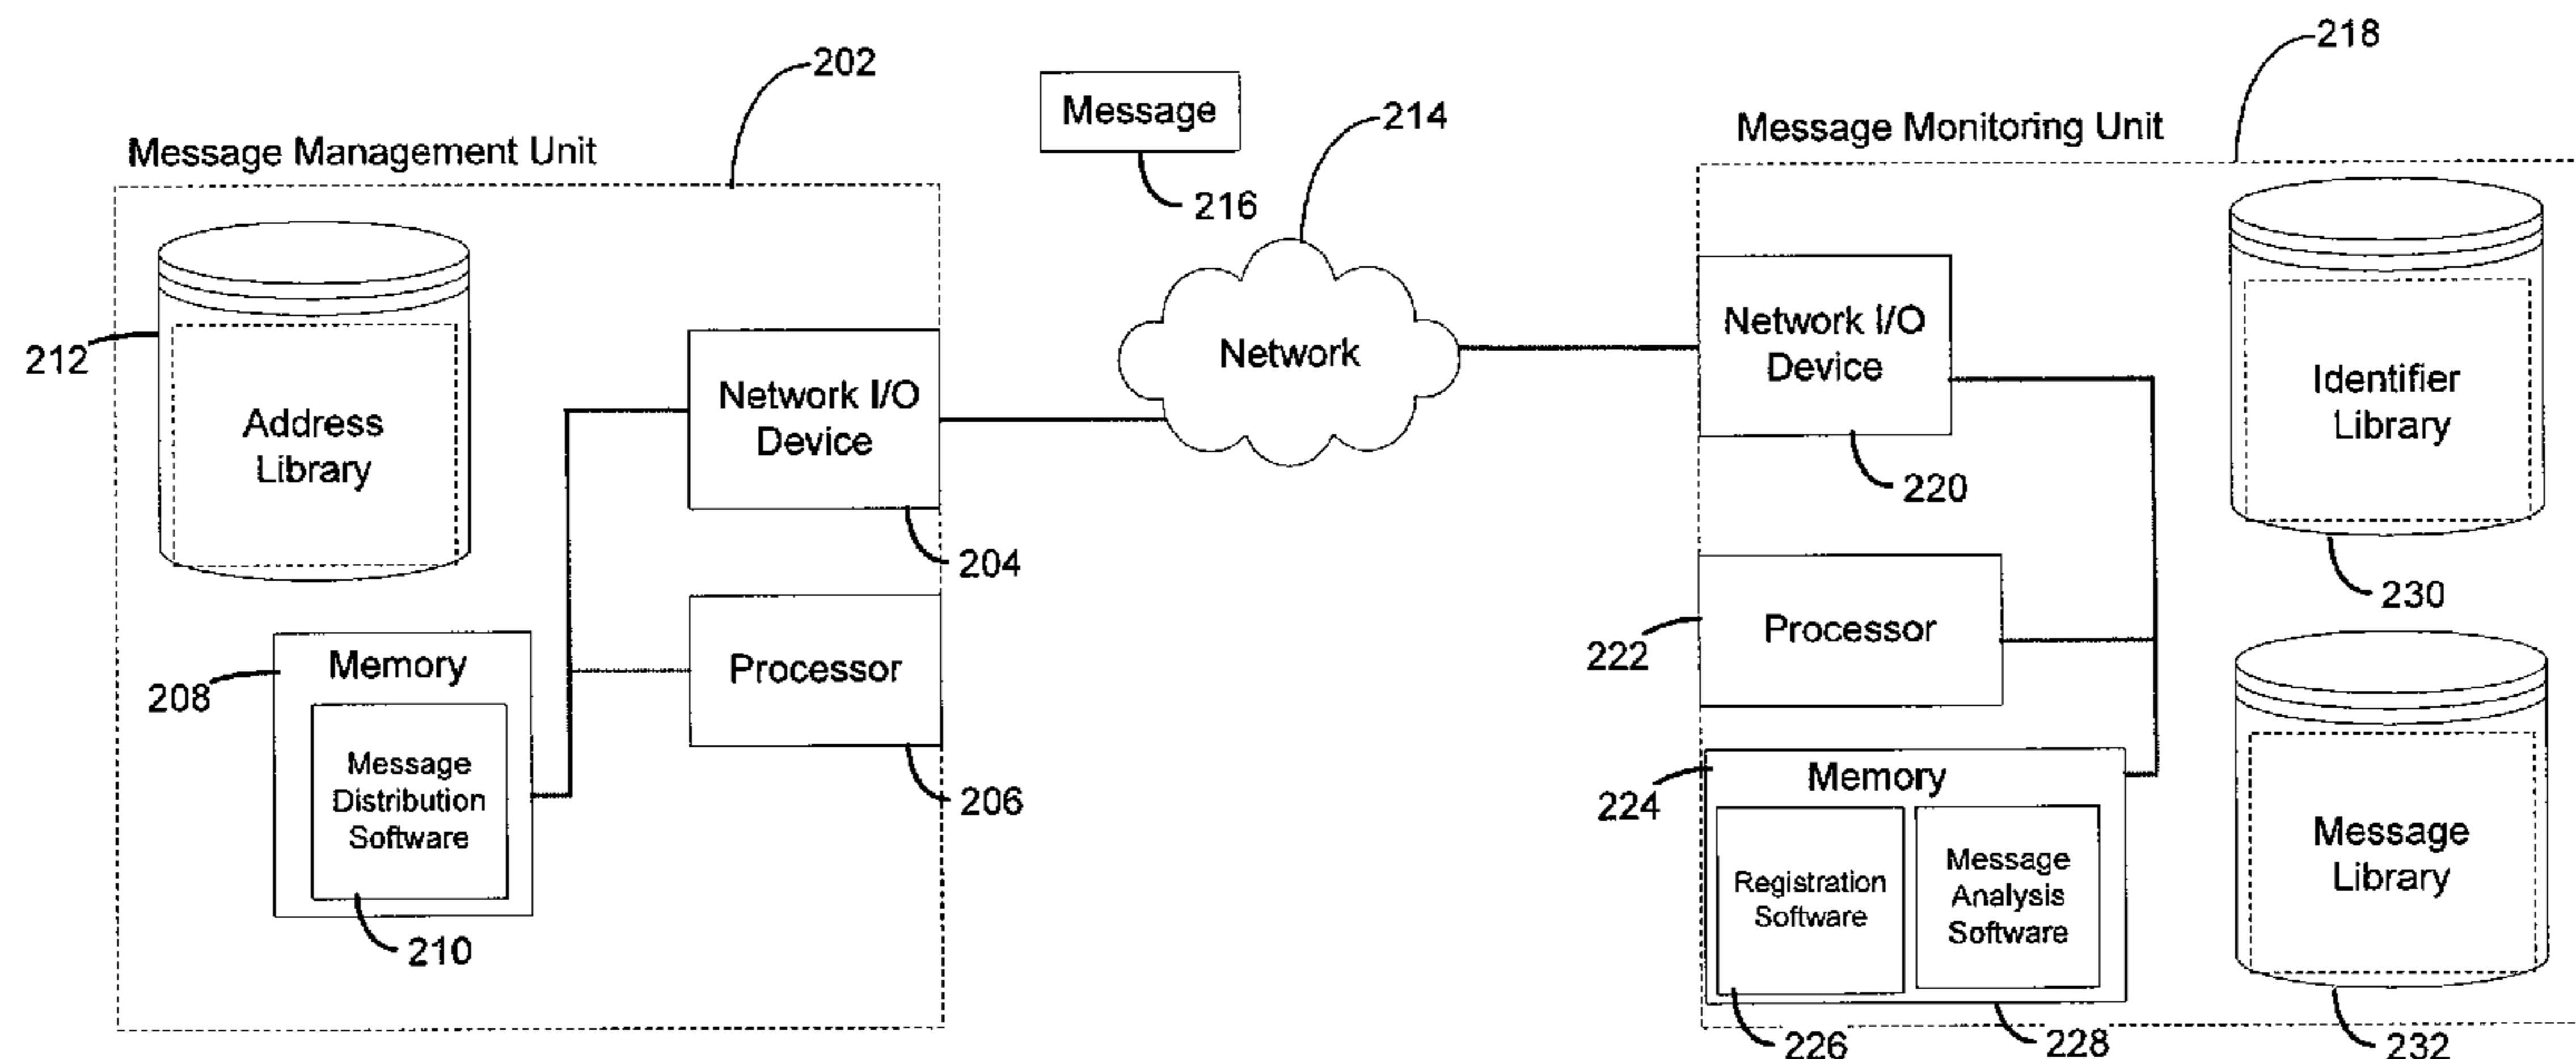 202
Message
216
214
218
Message Management Unit
Message Monitoring Unit
212
Address
Library
Network I/O
Device
204
Network
Network I/O
Device
220
Identifier
Library
230
208
Memory
Message
Distribution
Software
210
Processor
206
222
Processor
224
Memory
Registration
Software
226
Message
Analysis
Software
228
Message
Library
232